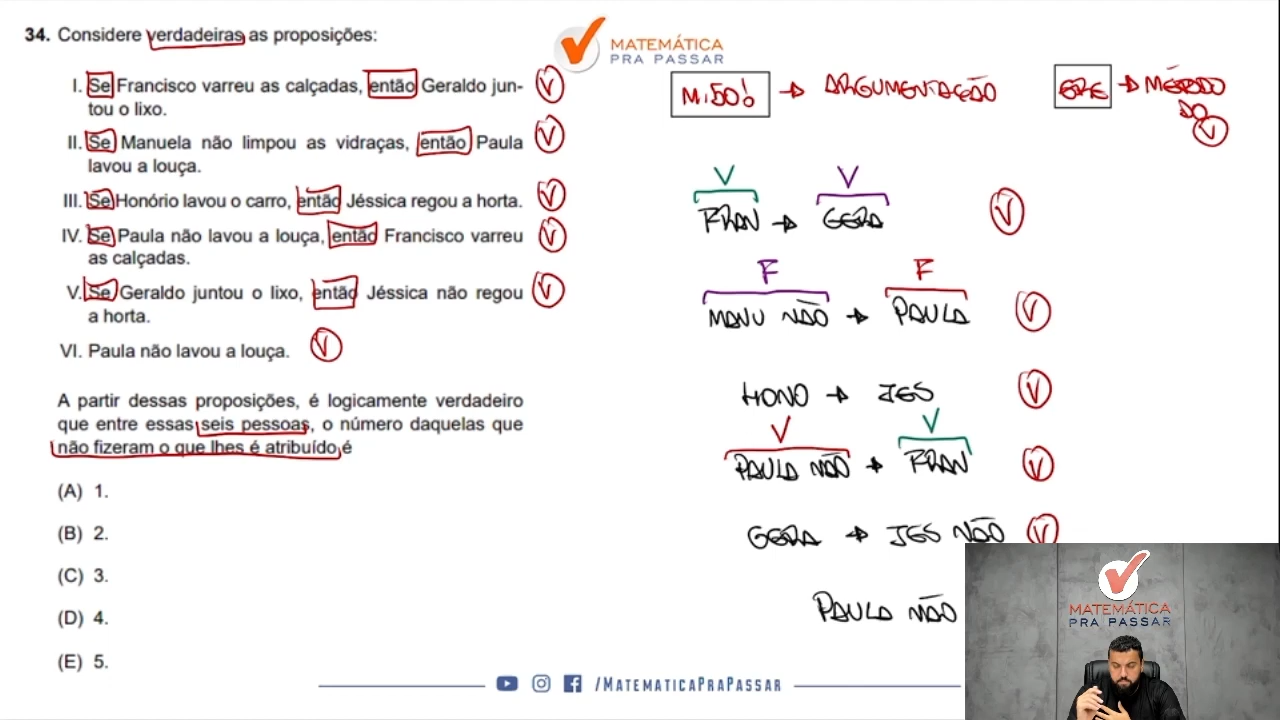 34. Considere verdadeiras as proposições:
I. Se Francisco varreu as calçadas, então Geraldo jun-
tou o lixo.
II. Se Manuela não limpou as vidraças, então Paula
lavou a louça.
III. Se Honório lavou o carro, então Jéssica regou a horta.
IV. Se Paula não lavou a louça, então Francisco varreu
as calçadas.
V. Se Geraldo juntou o lixo, então Jéssica não regou
a horta.
VI. Paula não lavou a louça.
V
V
V
V
V
V
A partir dessas proposições, é logicamente verdadeiro
que entre essas seis pessoas, o número daquelas que
não fizeram o que lhes é atribuído é
(A) 1.
(B) 2.
(C) 3.
(D) 4.
(E) 5.
MATEMÁTICA
PRA PASSAR
→ ARGUMENTAÇÃO
→ MÉTODO
DO
V
V V
FRAN → GERA V
F F
MANU NÃO → PAULA V
HONO → JES V
V V
PAULA NÃO → FRAN V
GERA → JES NÃO V
PAULA NÃO
MATEMÁTICA
PRA PASSAR
/MATEMATICAPRAPASSAR